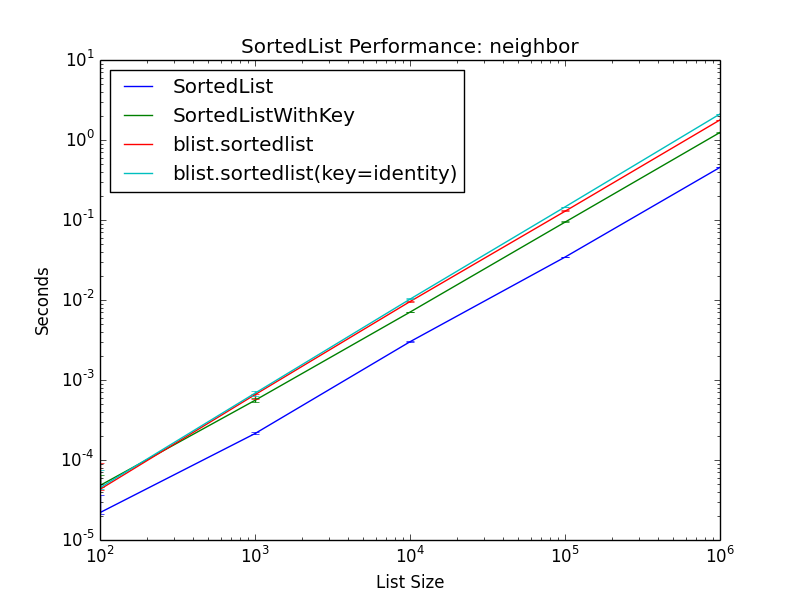 SortedList Performance: neighbor
SortedList
SortedListWithKey
blist.sortedlist
blist.sortedlist(key=identity)
10^1
10^0
10^-1
10^-2
10^-3
10^-4
10^-5
Seconds
10^2 10^3 10^4 10^5 10^6
List Size